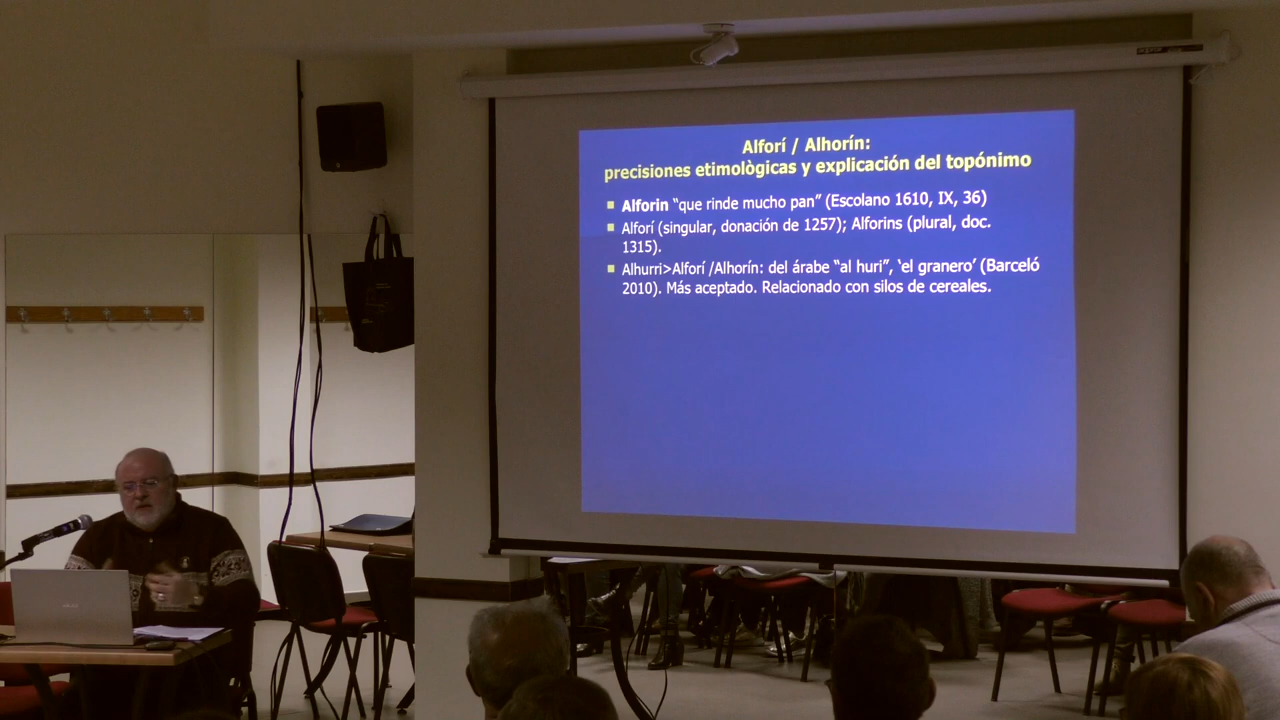 Alforí / Alhorín:
precisiones etimològicas y explicación del topónimo
Alforin “que rinde mucho pan” (Escolano 1610, IX, 36)
Alforí (singular, donación de 1257); Alforins (plural, doc.
1315).
Alhurri>Alforí /Alhorín: del árabe “al huri”, ‘el granero’ (Barceló
2010). Más aceptado. Relacionado con silos de cereales.